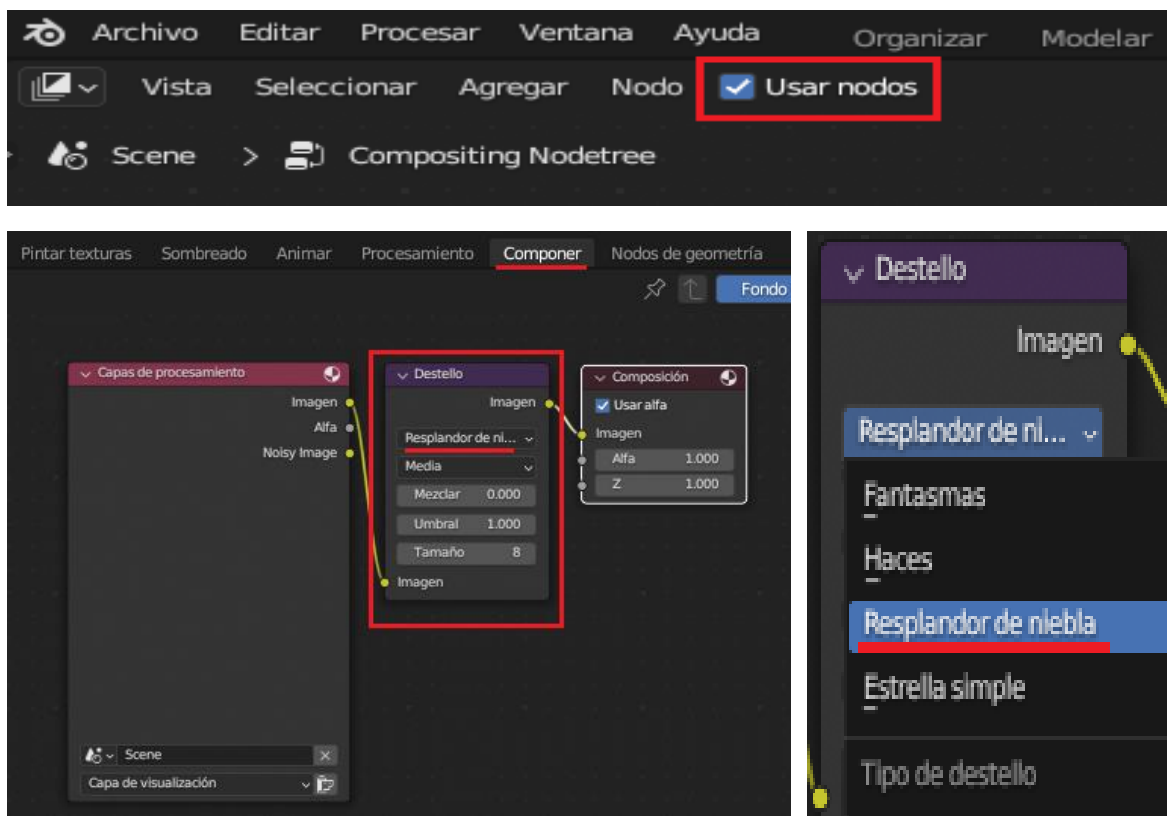 Archivo Editar Procesar Ventana Ayuda Organizar Modelar
Vista Seleccionar Agregar Nodo Usar nodos
Scene > Compositing Nodetree
Pintar texturas Sombreado Animar Procesamiento Componer Nodos de geometría
Fondo
Capas de procesamiento
Imagen
Alfa
Noisy Image
Scene
Capa de visualización
Destello
Imagen
Resplandor de ni...
Media
Mezclar 0.000
Umbral 1.000
Tamaño 8
Imagen
Composición
Usar alfa
Imagen
Alfa 1.000
Z 1.000
Destello
Imagen
Resplandor de ni...
Fantasmas
Haces
Resplandor de niebla
Estrella simple
Tipo de destello